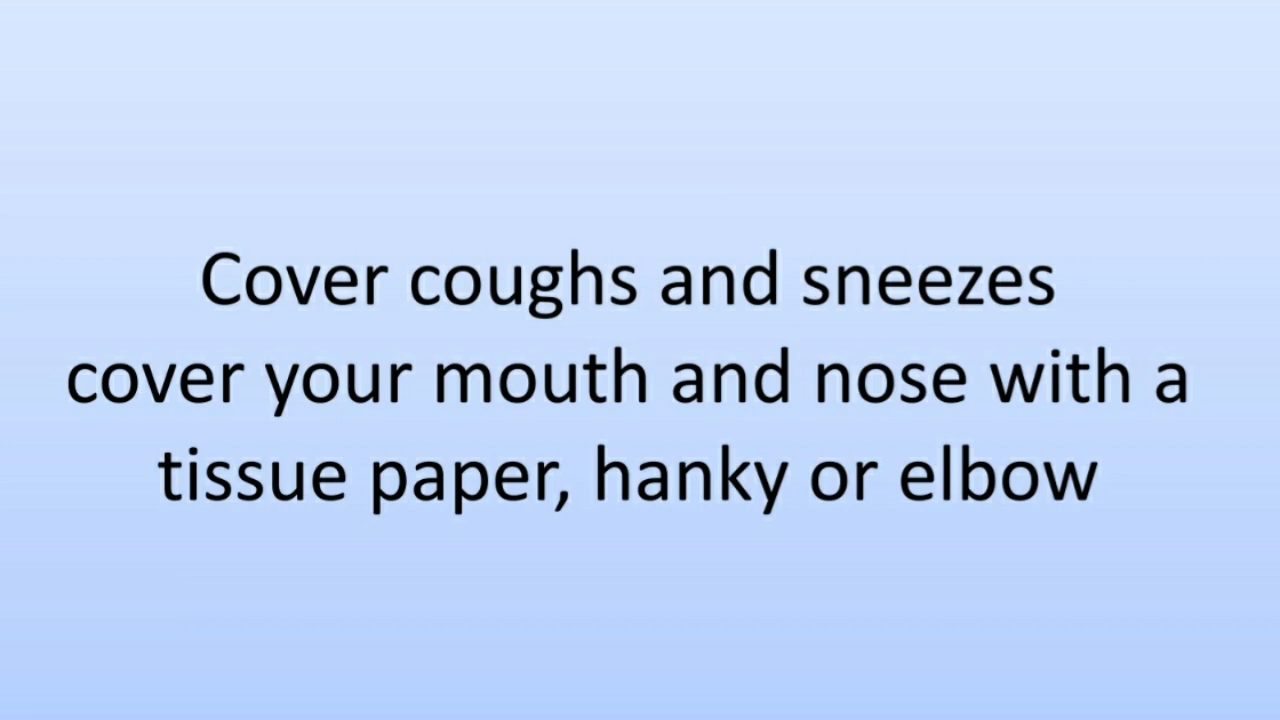 Cover coughs and sneezes
cover your mouth and nose with a
tissue paper, hanky or elbow